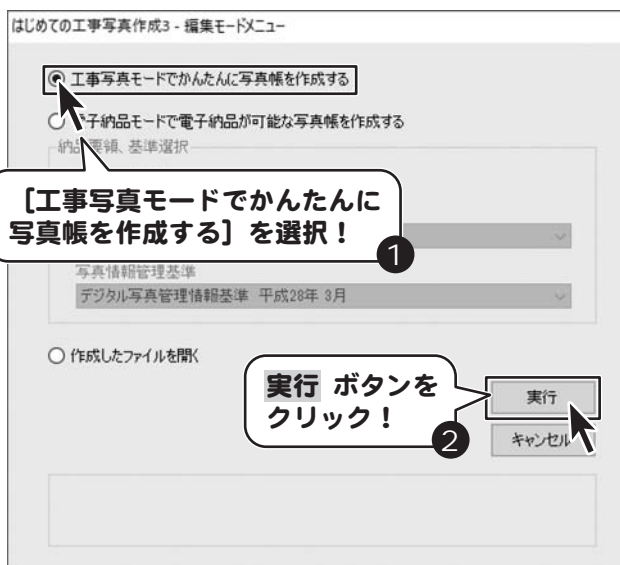 はじめての工事写真作成3 - 編集モードメニュー
工事写真モードでかんたんに写真帳を作成する
電子納品モードで電子納品が可能な写真帳を作成する
納品要領、基準選択
[工事写真モードでかんたんに
写真帳を作成する]を選択！
1
写真情報管理基準
デジタル写真管理情報基準 平成28年 3月
作成したファイルを開く
実行 ボタンを
クリック！
2
実行
キャンセル